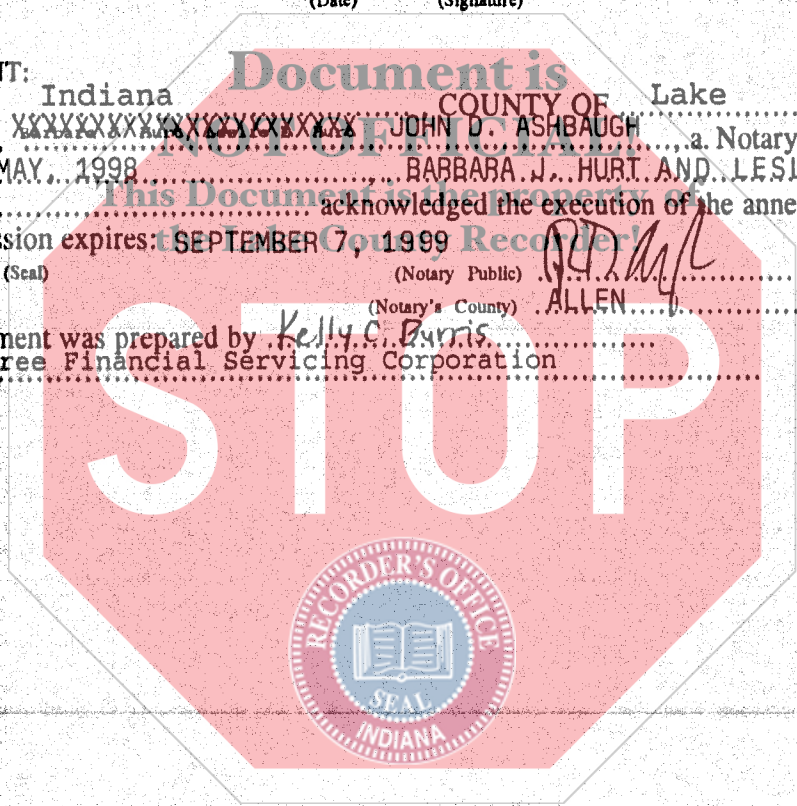 (Date) (Signature)
Document is
NT:
Indiana COUNTY OF Lake
XXXXXXXXXXXXXXXXXXXXXX JOHN D. ASHBAUGH, a. Notary
NOT OFFICIAL!
MAY, 1998, BARBARA J. HURT AND LESL
This Document is the property of
acknowledged the execution of the anne
ssion expires: SEPTEMBER 7, 1999
the Lake County Recorder!
(Seal) (Notary Public)
(Notary's County) ALLEN
ment was prepared by Kelly C. Burris
ree Financial Servicing Corporation
STOP
RECORDER'S OFFICE
SEAL
INDIANA